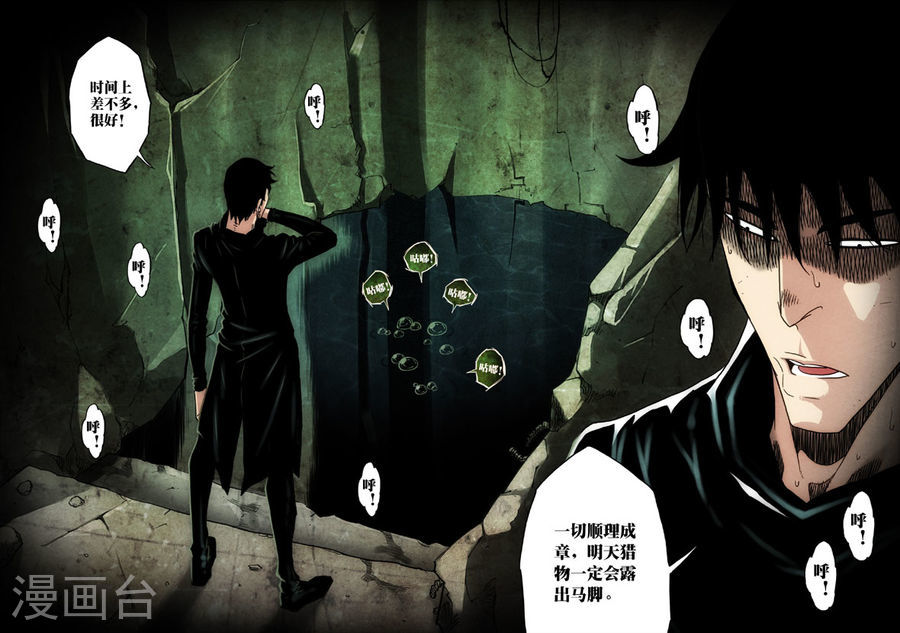 时间上
差不多，
很好！
呼！
呼！
呼！
呼！
咕嘟！
咕嘟！
咕嘟！
咕嘟！
呼！
呼！
呼！
一切顺理成
章，明天猎
物一定会露
出马脚。
呼！
呼！
漫画台